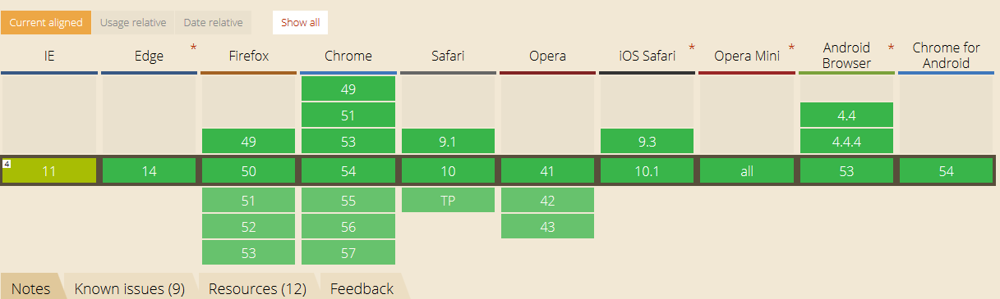 Current aligned Usage relative Date relative Show all
IE Edge * Firefox Chrome Safari Opera iOS Safari * Opera Mini * Android Browser * Chrome for Android
49
51 4.4
49 53 9.1 9.3 4.4.4
4 11 14 50 54 10 41 10.1 all 53 54
51 55 TP 42
52 56 43
53 57
Notes Known issues (9) Resources (12) Feedback